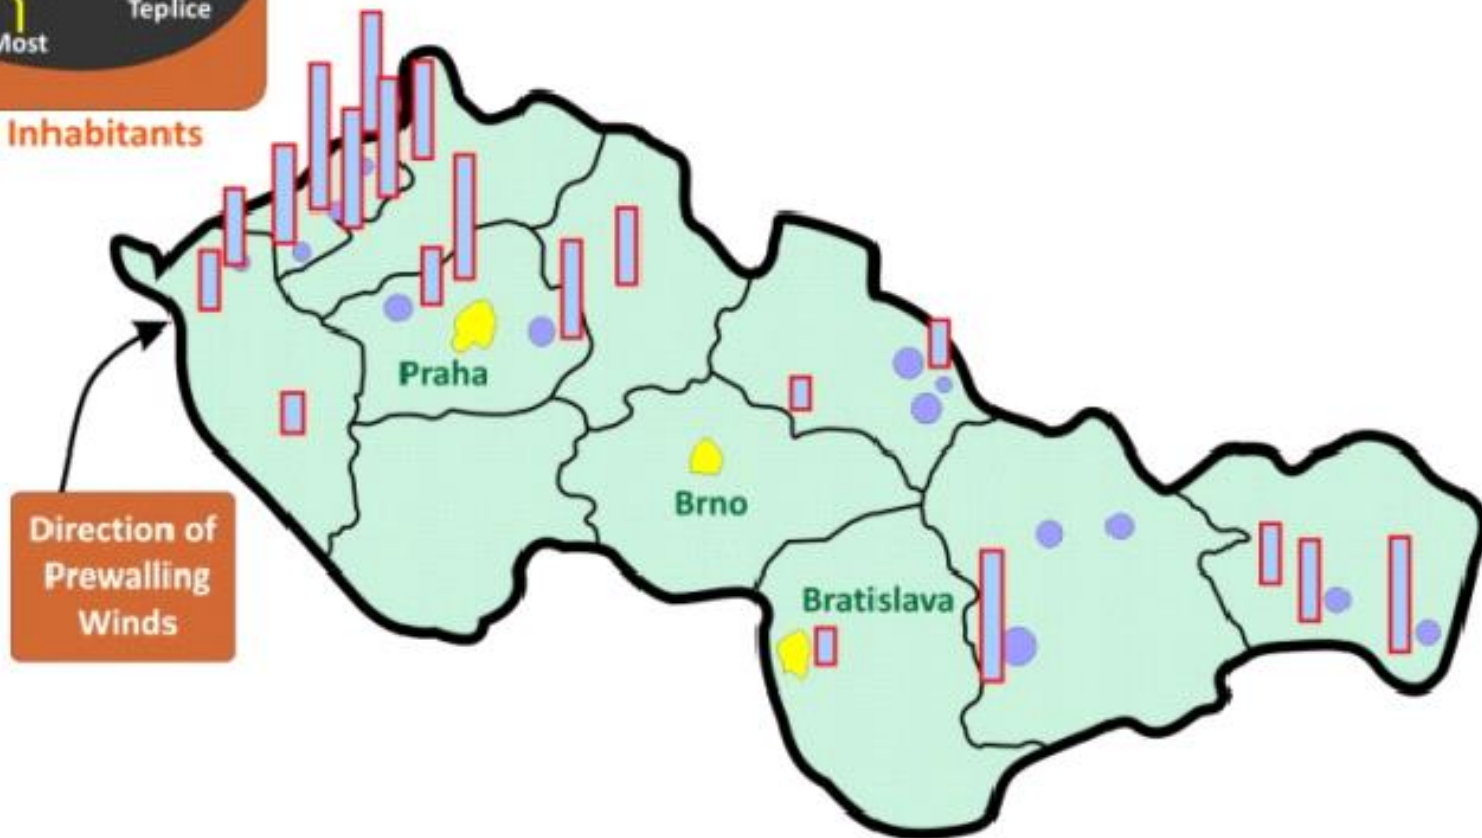 Teplice
Most
Inhabitants
Praha
Brno
Bratislava
Direction of
Prewalling
Winds